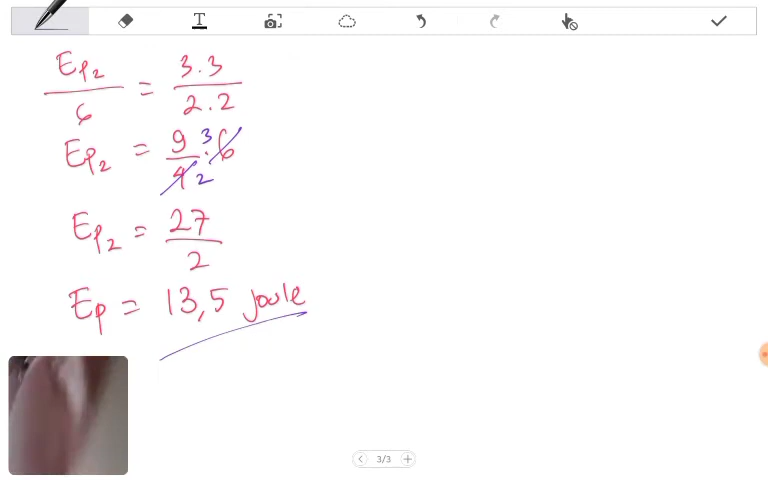 T
Ep2/6 = 3.3/2.2
Ep2 = 9/4 . 6 3 2
Ep2 = 27/2
Ep = 13,5 joule
3/3